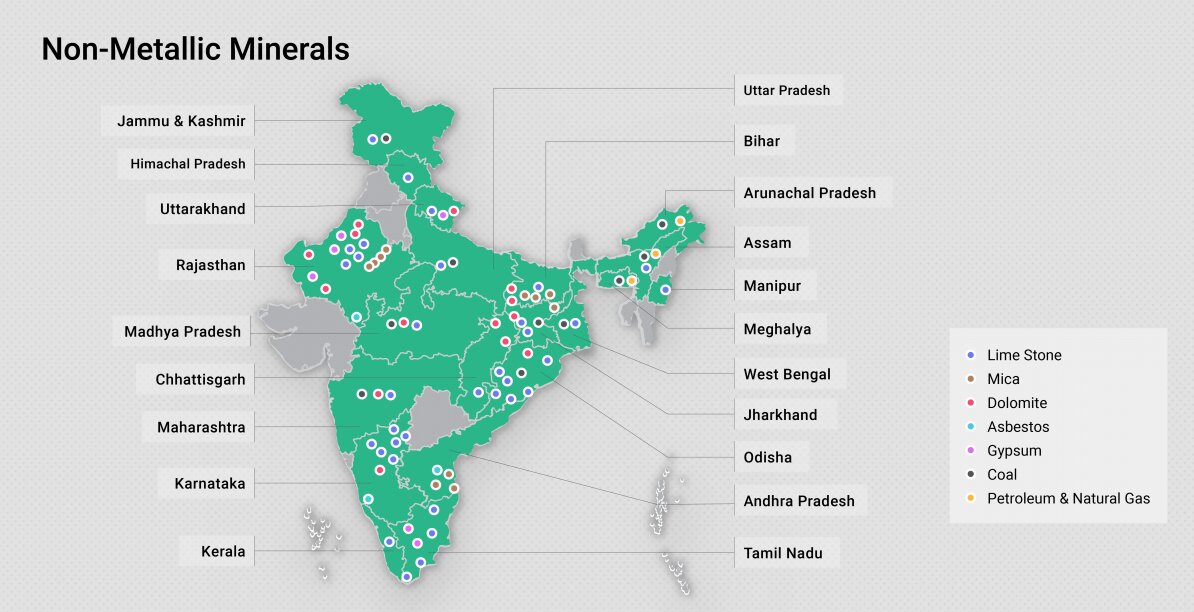 Non-Metallic Minerals
Jammu & Kashmir
Himachal Pradesh
Uttarakhand
Rajasthan
Madhya Pradesh
Chhattisgarh
Maharashtra
Karnataka
Kerala
Uttar Pradesh
Bihar
Arunachal Pradesh
Assam
Manipur
Meghalya
West Bengal
Jharkhand
Odisha
Andhra Pradesh
Tamil Nadu
Lime Stone
Mica
Dolomite
Asbestos
Gypsum
Coal
Petroleum & Natural Gas